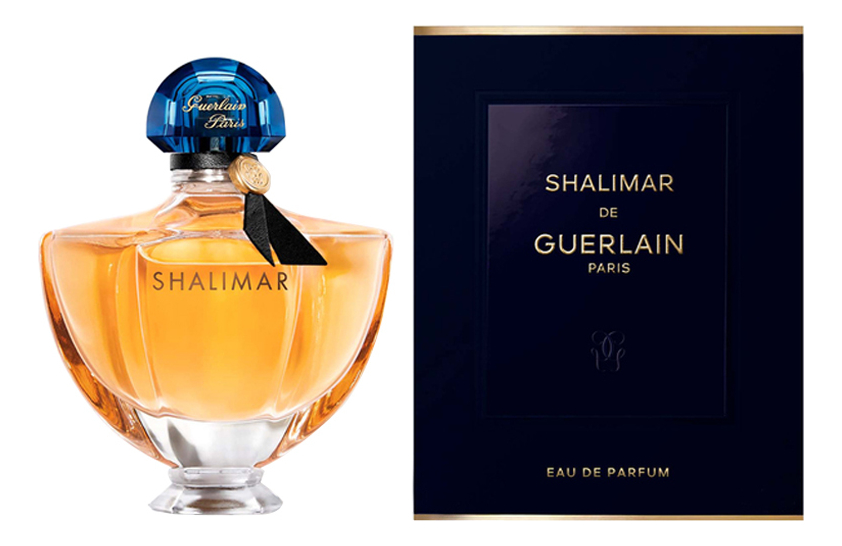 Guerlain
Paris
SHALIMAR
SHALIMAR
DE
GUERLAIN
PARIS
EAU DE PARFUM